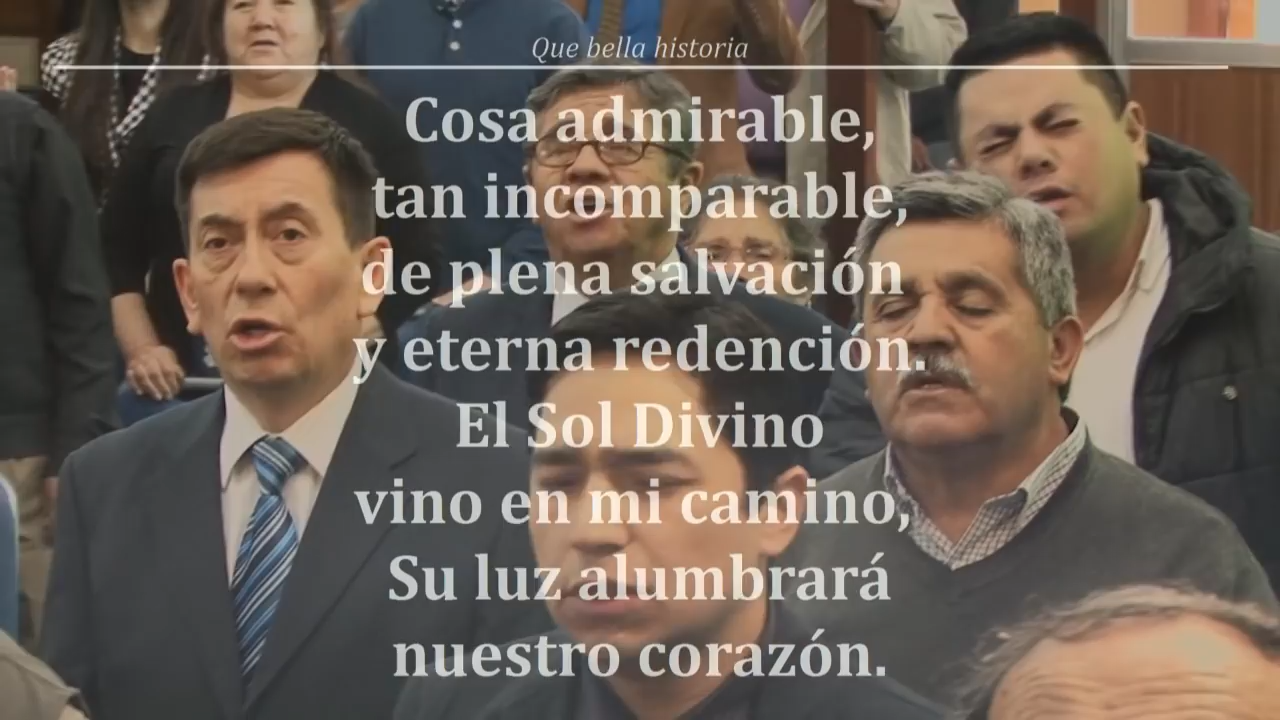 Que bella historia
Cosa admirable,
tan incomparable,
de plena salvación
y eterna redención.
El Sol Divino
vino en mi camino,
Su luz alumbrará
nuestro corazón.